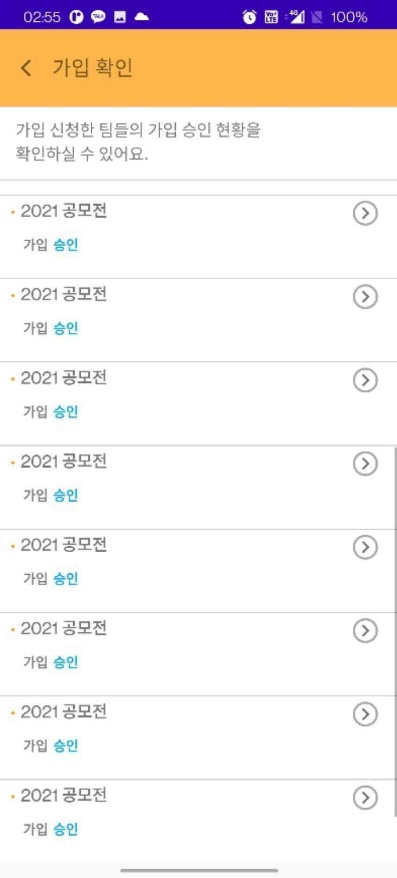 02:55 100%
가입 확인
가입 신청한 팀들의 가입 승인 현황을
확인하실 수 있어요.
• 2021 공모전
가입 승인
• 2021 공모전
가입 승인
• 2021 공모전
가입 승인
• 2021 공모전
가입 승인
• 2021 공모전
가입 승인
• 2021 공모전
가입 승인
• 2021 공모전
가입 승인
• 2021 공모전
가입 승인